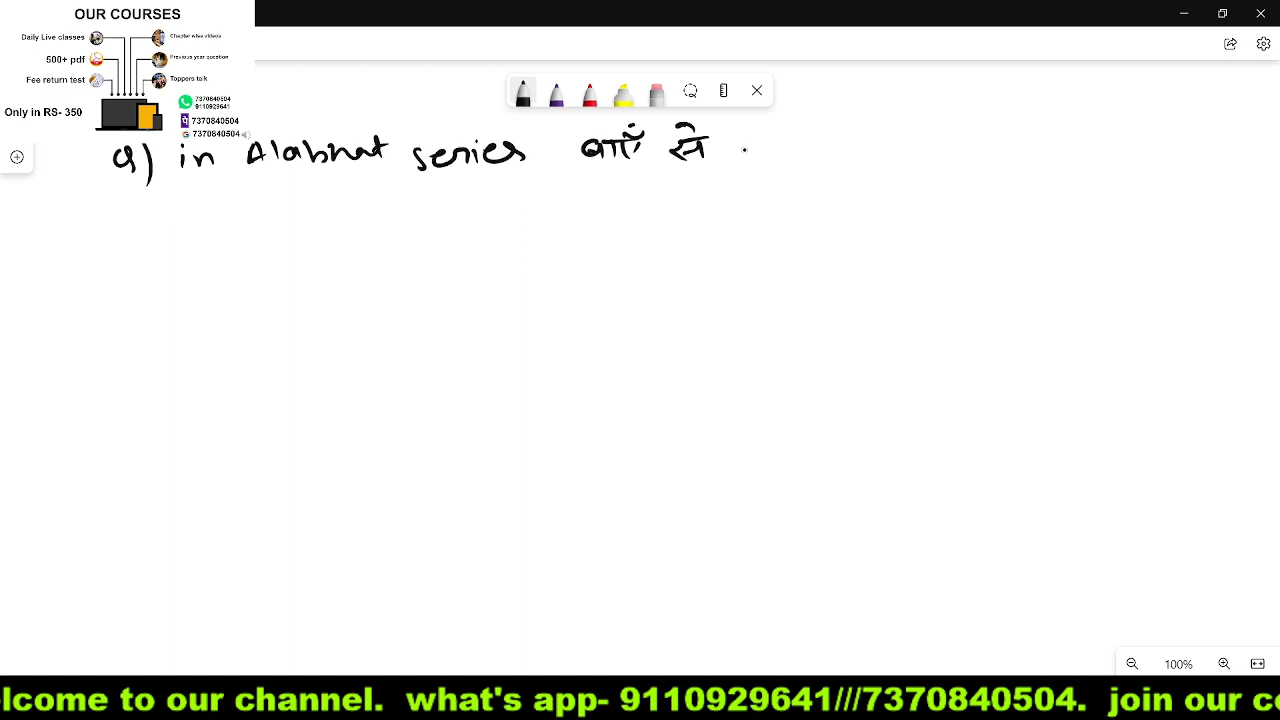 OUR COURSES
Daily Live classes
Chapter wise videos
500+ pdf
Previous year question
Fee return test
Toppers talk
Only in RS- 350
7370840504
9110929641
7370840504
7370840504
Q) in Alabhat series बाएँ से
100%
elcome to our channel. what's app- 9110929641///7370840504. join our co